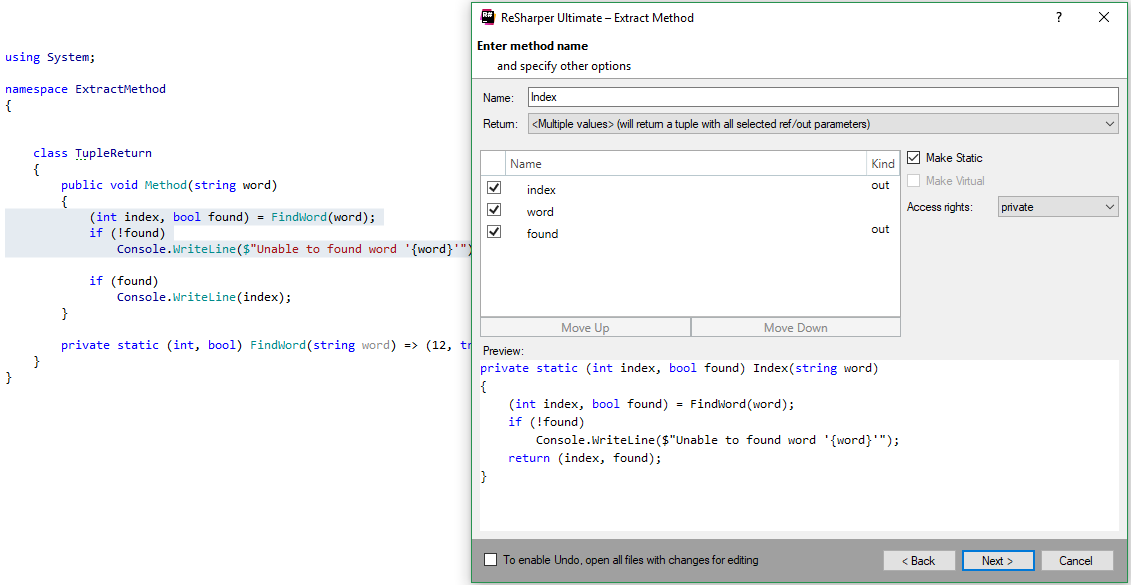 using System;
namespace ExtractMethod
{
class TupleReturn
{
public void Method(string word)
{
(int index, bool found) = FindWord(word);
if (!found)
Console.WriteLine($"Unable to found word '{word}'")
if (found)
Console.WriteLine(index);
}
private static (int, bool) FindWord(string word) => (12, tr
}
}
R#
ReSharper Ultimate – Extract Method
?
Enter method name
and specify other options
Name: Index
Return: <Multiple values> (will return a tuple with all selected ref/out parameters)
Name Kind
index out
word
found out
Move Up Move Down
Make Static
Make Virtual
Access rights: private
Preview:
private static (int index, bool found) Index(string word)
{
(int index, bool found) = FindWord(word);
if (!found)
Console.WriteLine($"Unable to found word '{word}'");
return (index, found);
}
To enable Undo, open all files with changes for editing
< Back Next > Cancel